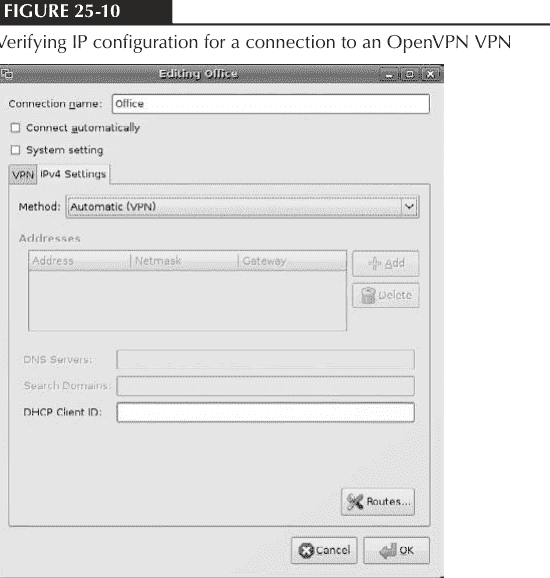 FIGURE 25-10
Verifying IP configuration for a connection to an OpenVPN VPN
Editing Office
Connection name: Office
Connect automatically
System setting
VPN IPv4 Settings
Method: Automatic (VPN)
Addresses
Address Netmask Gateway
Add
Delete
DNS Servers:
Search Domains:
DHCP Client ID:
Routes...
Cancel OK